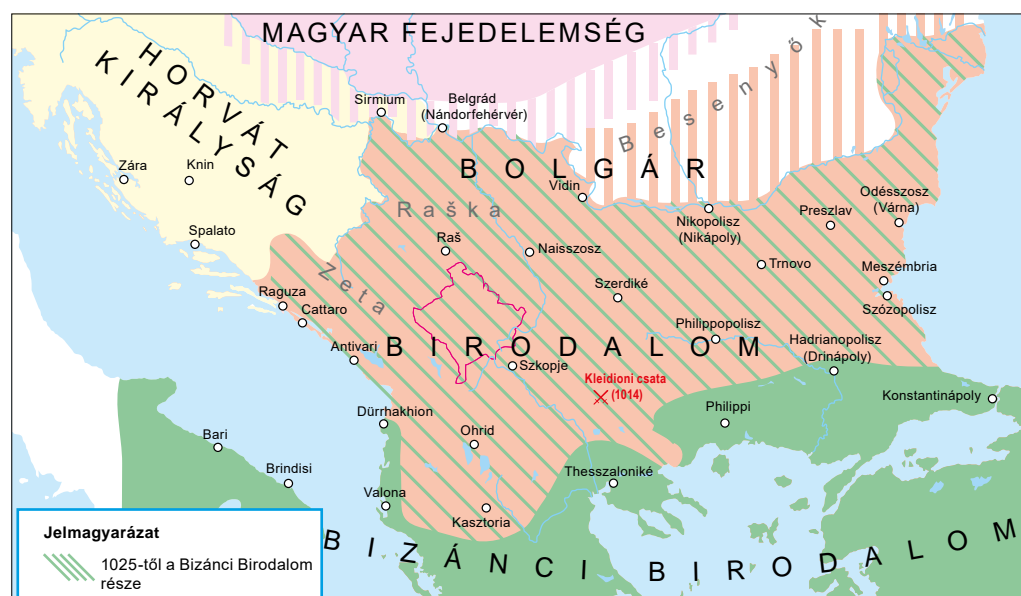 MAGYAR FEJEDELEMSÉG
HORVÁT
KIRÁLYSÁG
Besenyők
Sirmium
Belgrád
(Nándorfehérvér)
Zára
Knin
BOLGÁR
Vidin
Odésszosz
(Várna)
Raška
Nikopolisz
(Nikápoly)
Preszlav
Spalato
Raš
Naisszosz
Trnovo
Zeta
Meszémbria
Szerdiké
Szózopolisz
Raguza
Cattaro
Philippopolisz
Antivari
BIRODALOM
Hadrianopolisz
(Drinápoly)
Szkopje
Kleidioni csata
(1014)
Konstantinápoly
Dürrhakhion
Philippi
Bari
Ohrid
Brindisi
Thesszaloniké
Valona
Kasztoria
BIZÁNCI BIRODALOM
Jelmagyarázat
1025-től a Bizánci Birodalom
része